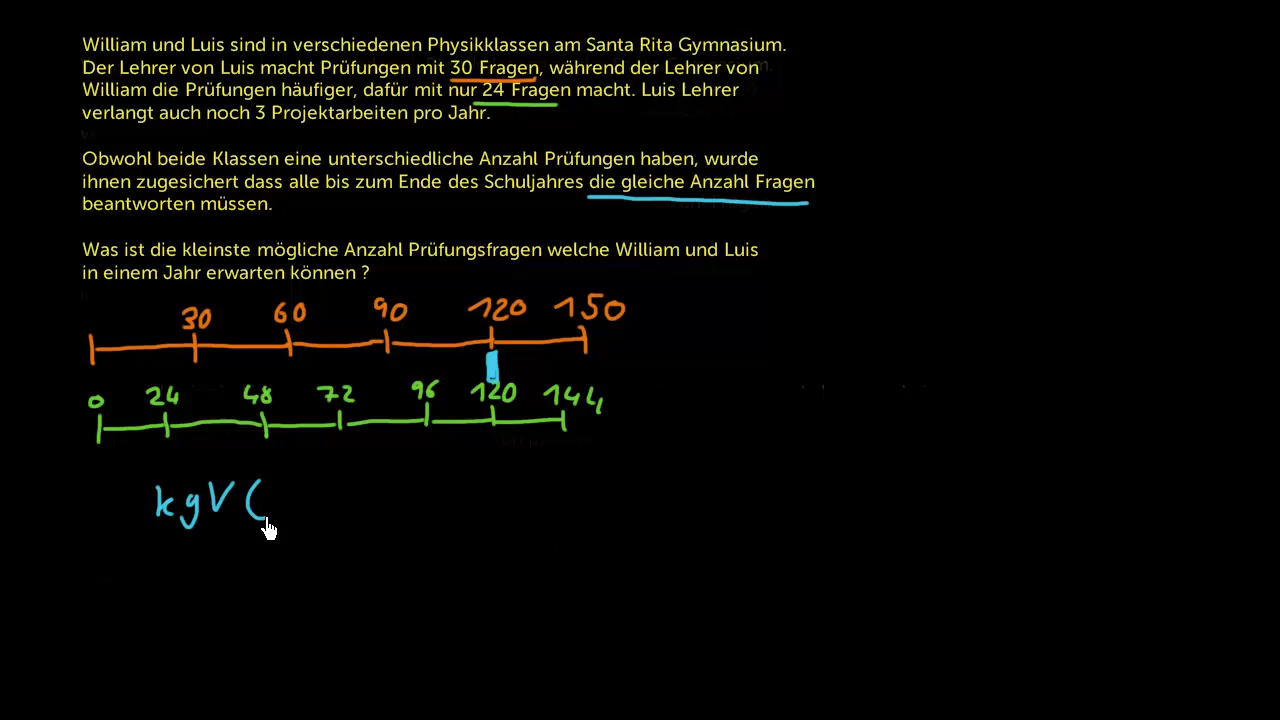 William und Luis sind in verschiedenen Physikklassen am Santa Rita Gymnasium.
Der Lehrer von Luis macht Prüfungen mit 30 Fragen, während der Lehrer von
William die Prüfungen häufiger, dafür mit nur 24 Fragen macht. Luis Lehrer
verlangt auch noch 3 Projektarbeiten pro Jahr.
Obwohl beide Klassen eine unterschiedliche Anzahl Prüfungen haben, wurde
ihnen zugesichert dass alle bis zum Ende des Schuljahres die gleiche Anzahl Fragen
beantworten müssen.
Was ist die kleinste mögliche Anzahl Prüfungsfragen welche William und Luis
in einem Jahr erwarten können ?
30 60 90 120 150
0 24 48 72 96 120 144
kgV (